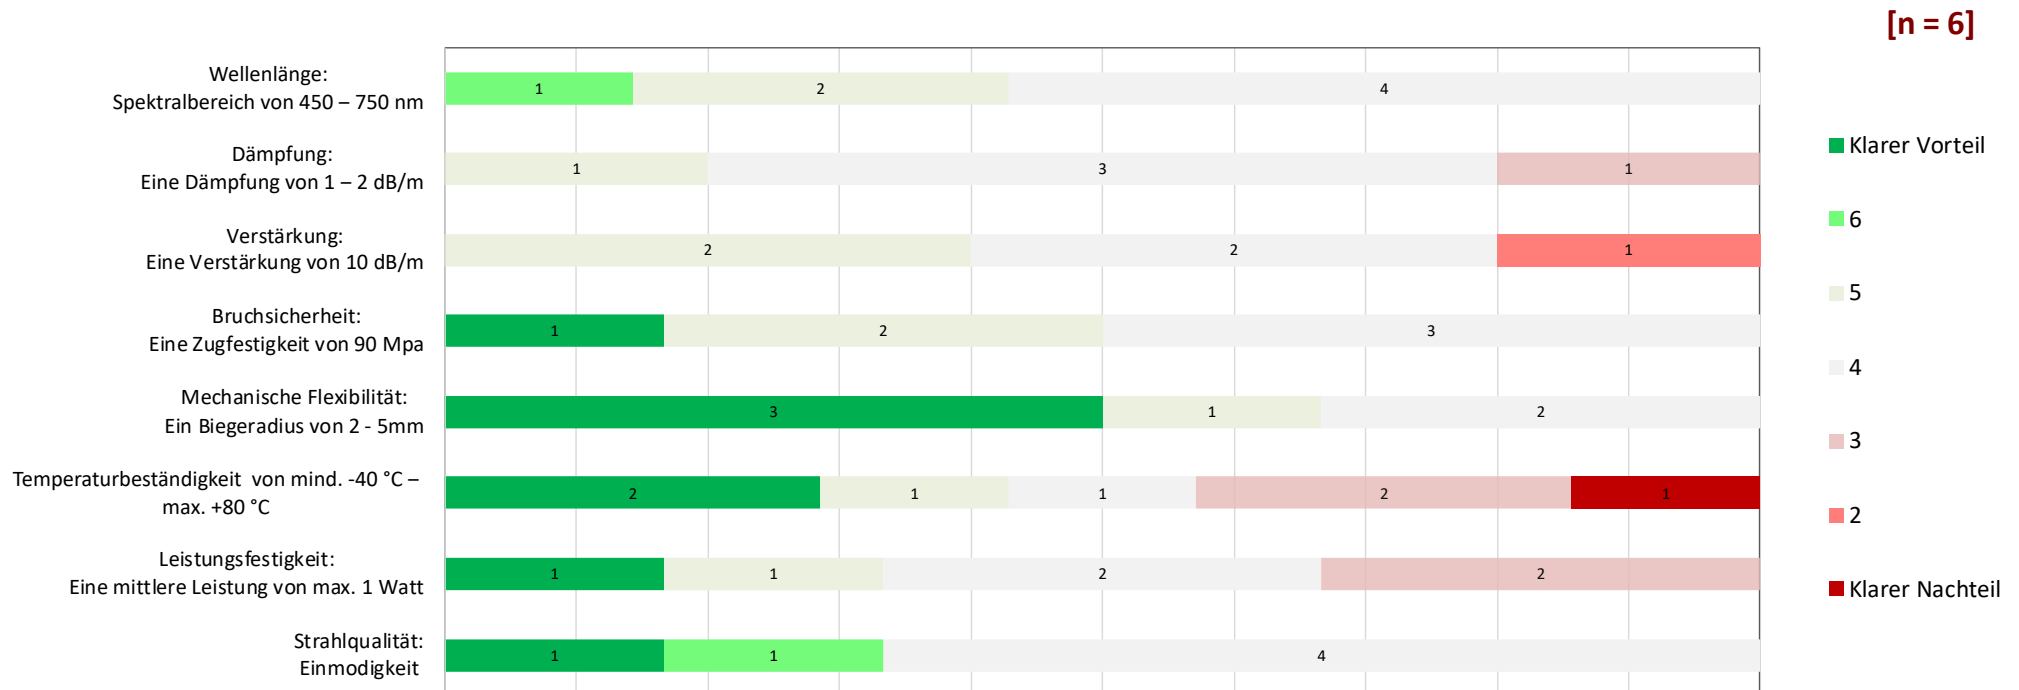 [n = 6]
Wellenlänge:
Spektralbereich von 450 – 750 nm
1 2 4
Dämpfung:
Eine Dämpfung von 1 – 2 dB/m
1 3 1
Verstärkung:
Eine Verstärkung von 10 dB/m
2 2 1
Bruchsicherheit:
Eine Zugfestigkeit von 90 Mpa
1 2 3
Mechanische Flexibilität:
Ein Biegeradius von 2 - 5mm
3 1 2
Temperaturbeständigkeit von mind. -40 °C –
max. +80 °C
2 1 1 2 1
Leistungsfestigkeit:
Eine mittlere Leistung von max. 1 Watt
1 1 2 2
Strahlqualität:
Einmodigkeit
1 1 4
Klarer Vorteil
6
5
4
3
2
Klarer Nachteil